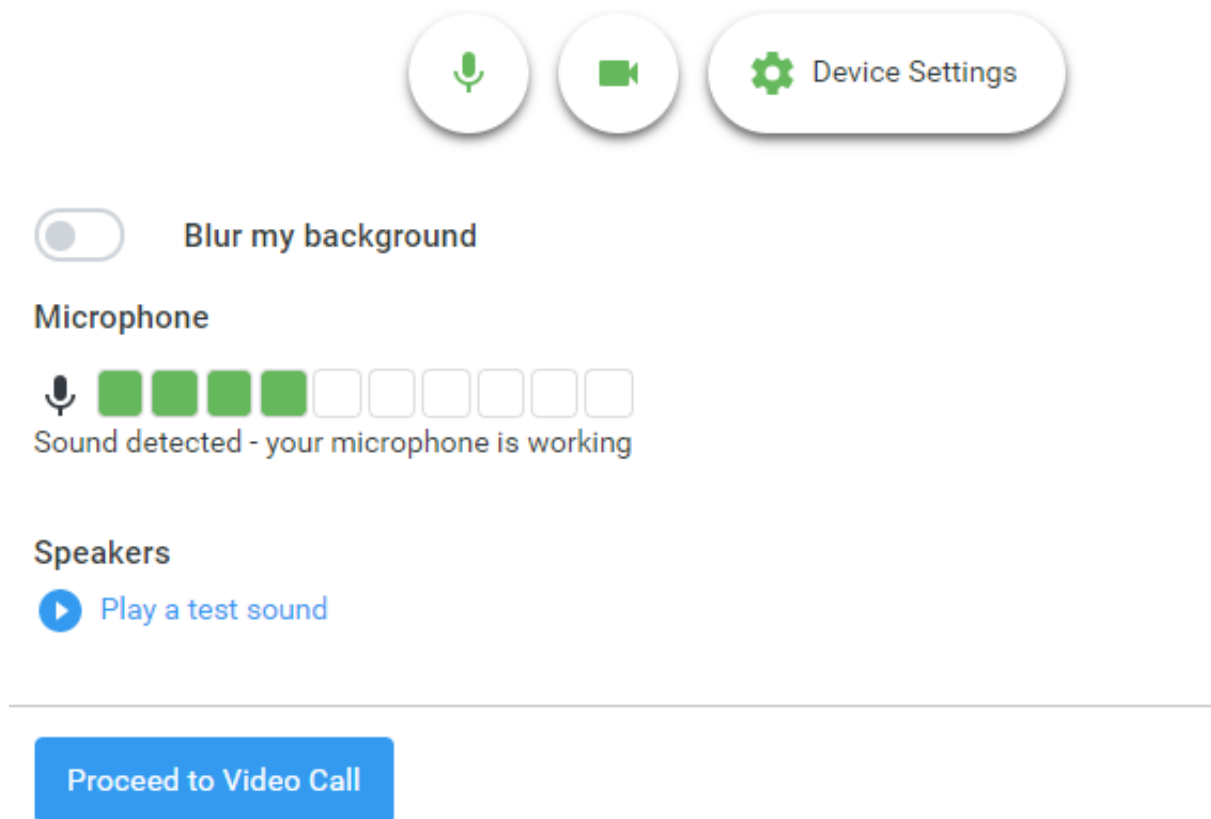 Device Settings
Blur my background
Microphone
Sound detected - your microphone is working
Speakers
Play a test sound
Proceed to Video Call